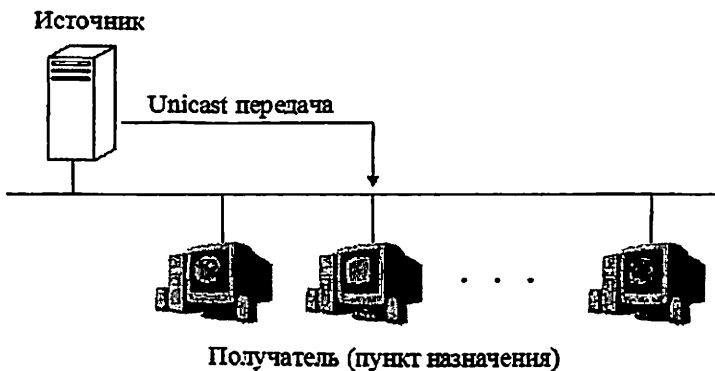 Источник
Unicast передача
. . .
Получатель (пункт назначения)